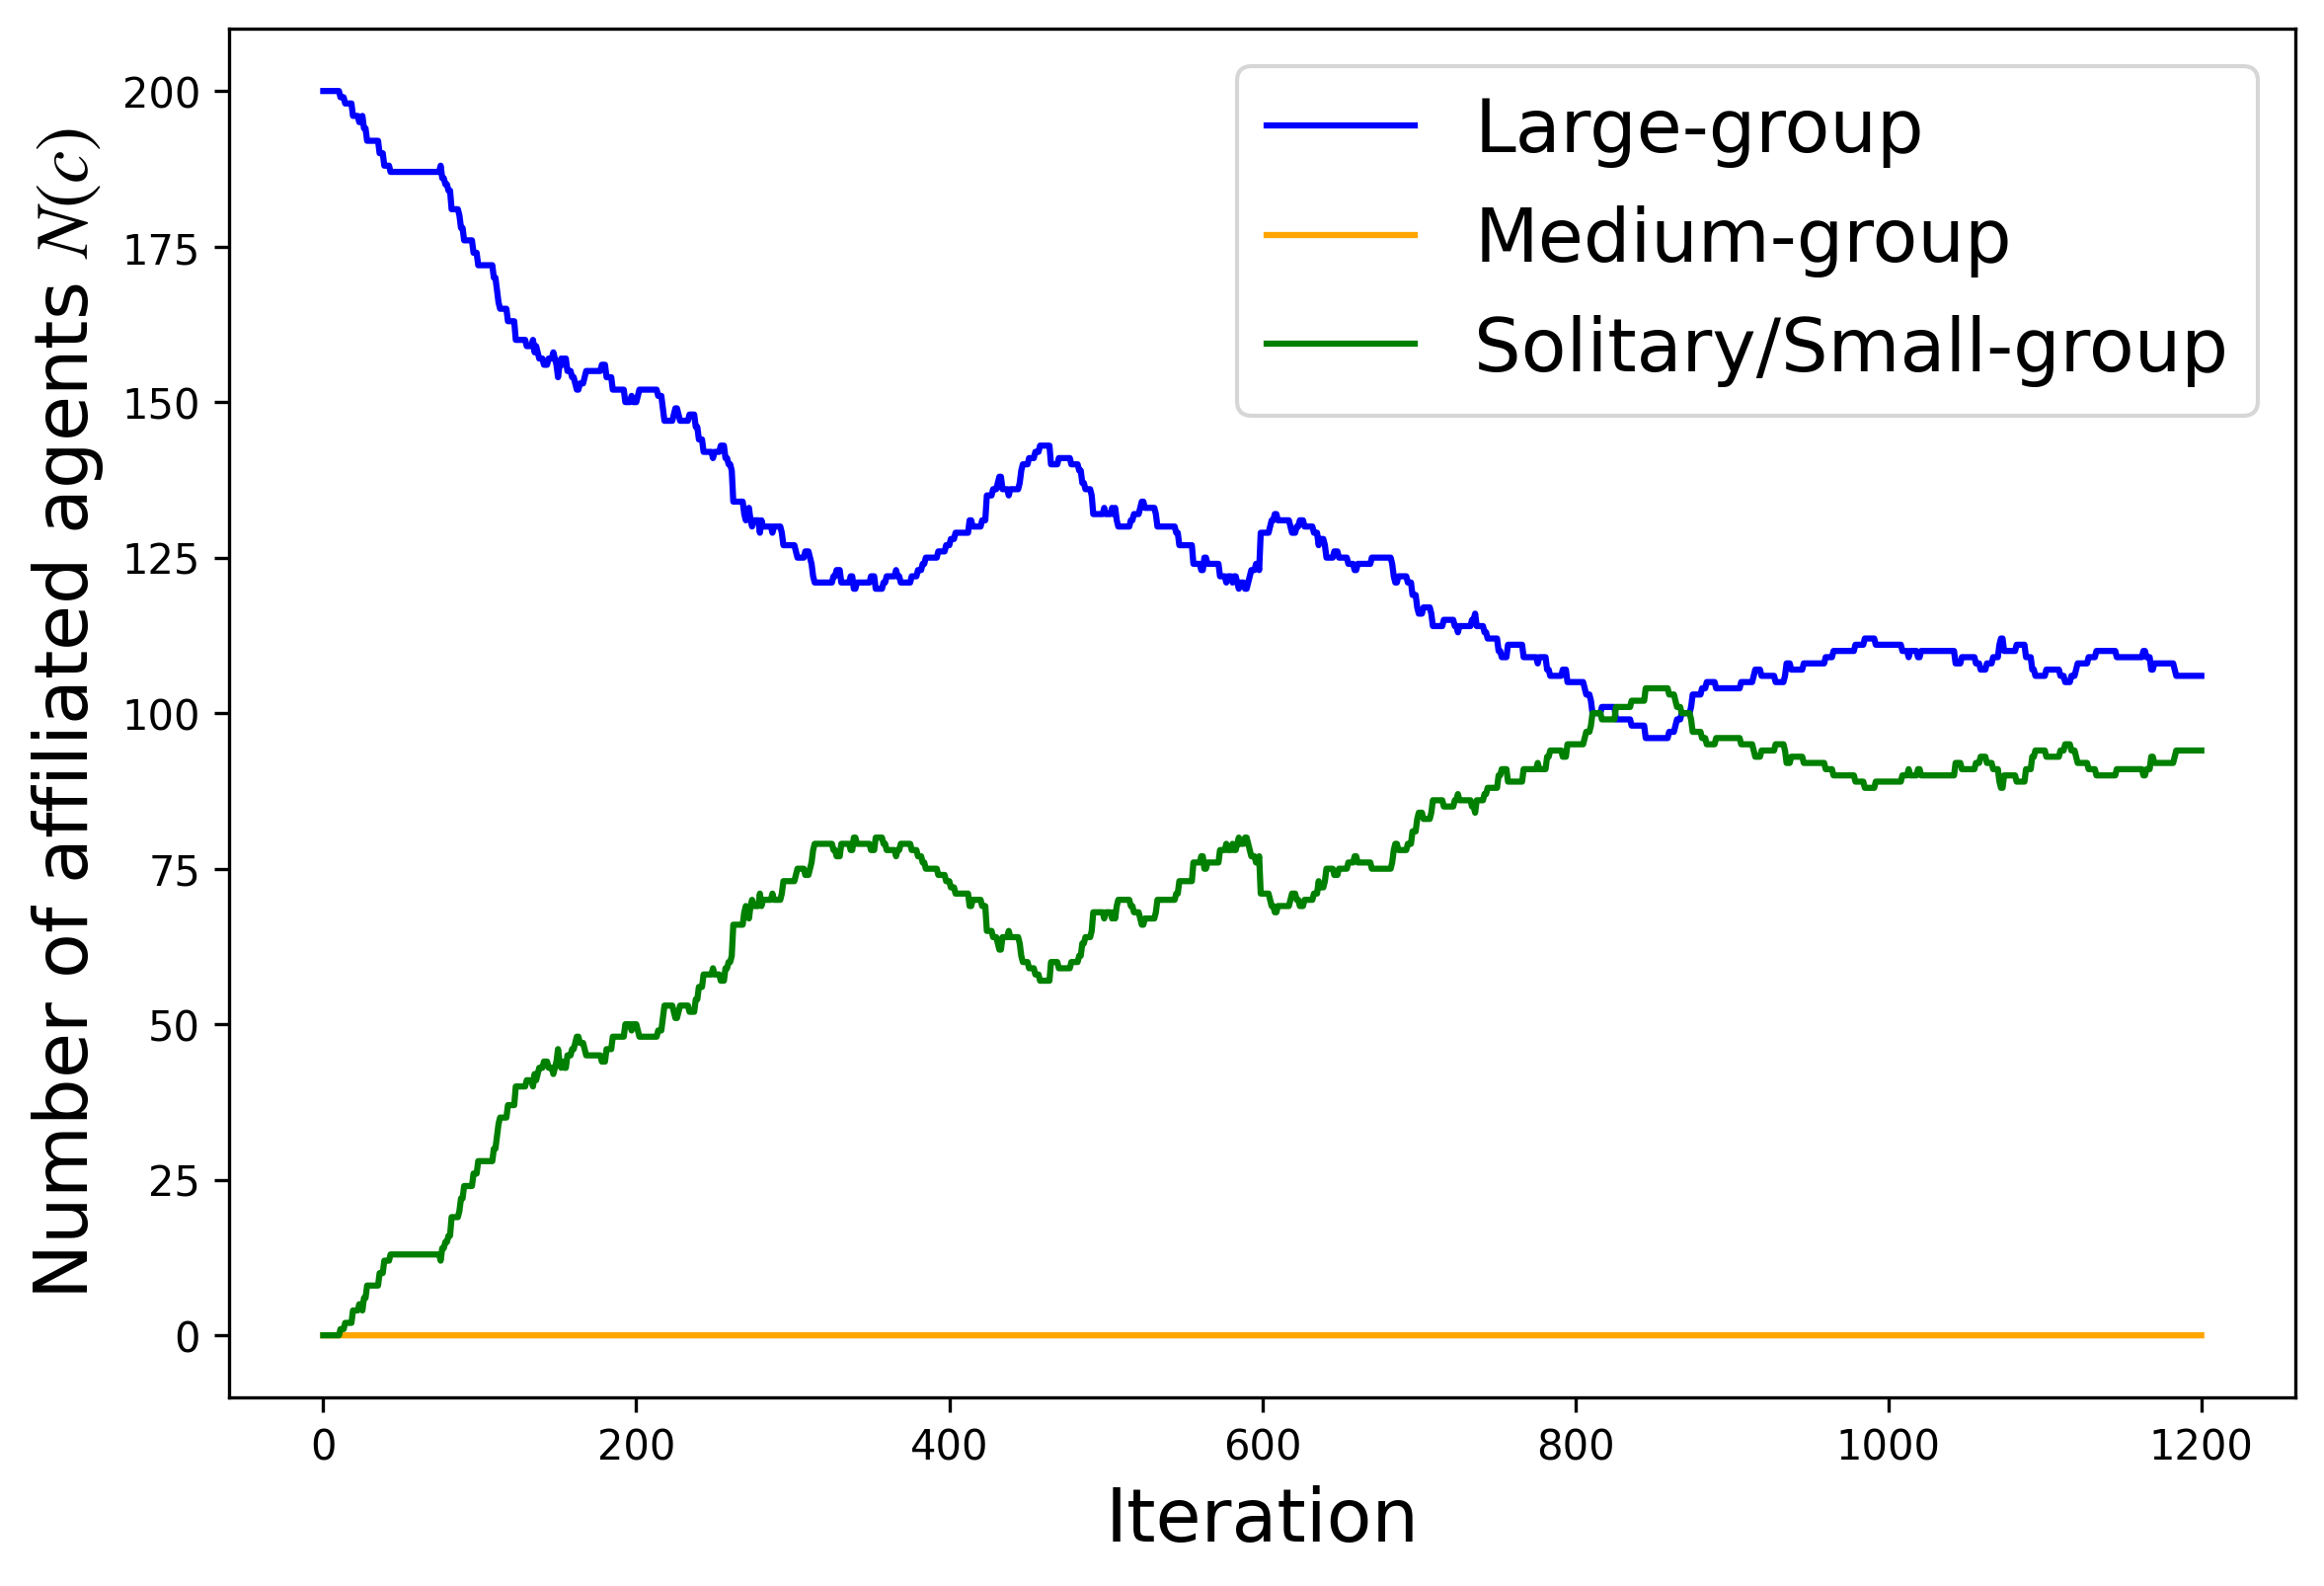 Number of affiliated agents N(c)
200
175
150
125
100
75
50
25
0
Large-group
Medium-group
Solitary/Small-group
0 200 400 600 800 1000 1200
Iteration